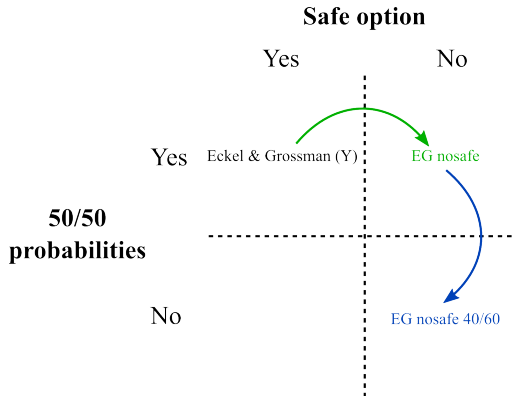 Safe option
Yes No
Yes Eckel & Grossman (Y) EG nosafe
50/50
probabilities
No EG nosafe 40/60